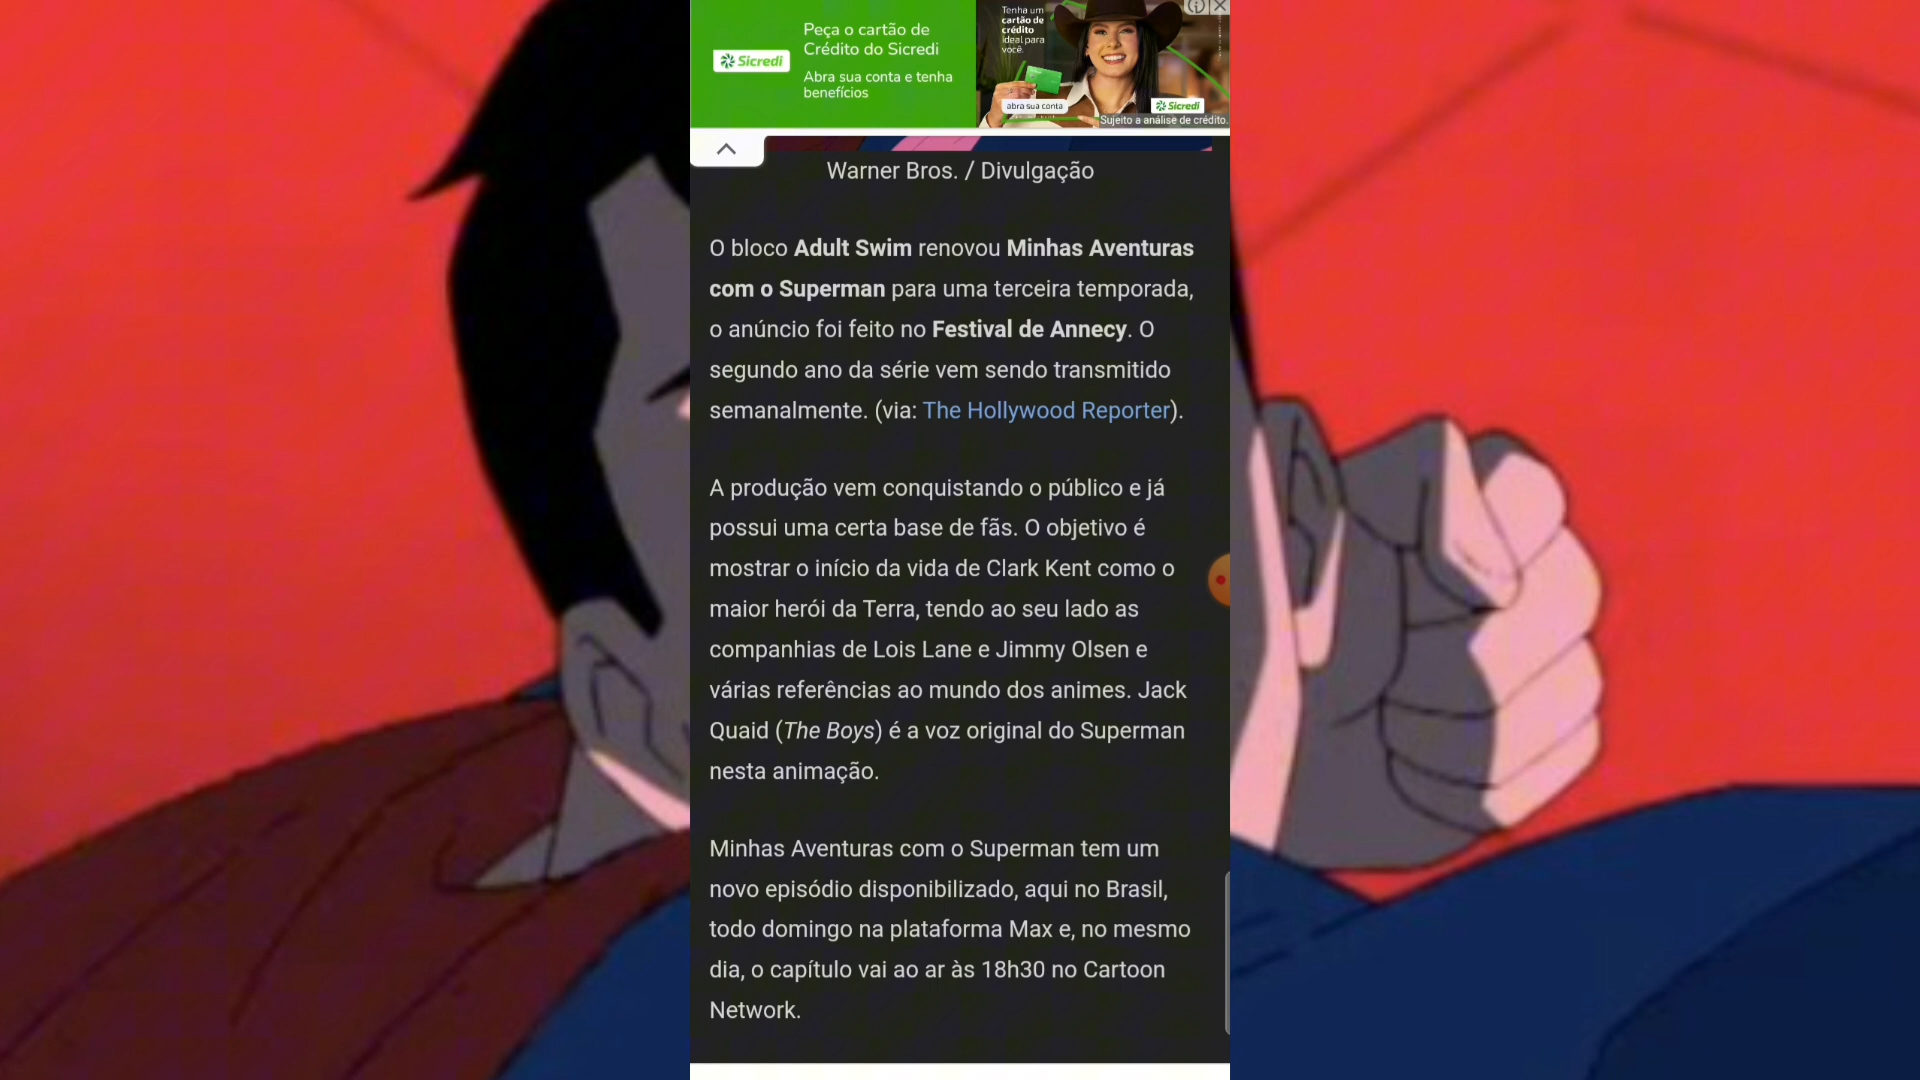 Peça o cartão de
Crédito do Sicredi
Sicredi
Abra sua conta e tenha
benefícios
Tenha um
cartão de
crédito
ideal para
você.
abra sua conta
Sicredi
Sujeito a análise de crédito.
Warner Bros. / Divulgação
O bloco Adult Swim renovou Minhas Aventuras
com o Superman para uma terceira temporada,
o anúncio foi feito no Festival de Annecy. O
segundo ano da série vem sendo transmitido
semanalmente. (via: The Hollywood Reporter).
A produção vem conquistando o público e já
possui uma certa base de fãs. O objetivo é
mostrar o início da vida de Clark Kent como o
maior herói da Terra, tendo ao seu lado as
companhias de Lois Lane e Jimmy Olsen e
várias referências ao mundo dos animes. Jack
Quaid (The Boys) é a voz original do Superman
nesta animação.
Minhas Aventuras com o Superman tem um
novo episódio disponibilizado, aqui no Brasil,
todo domingo na plataforma Max e, no mesmo
dia, o capítulo vai ao ar às 18h30 no Cartoon
Network.